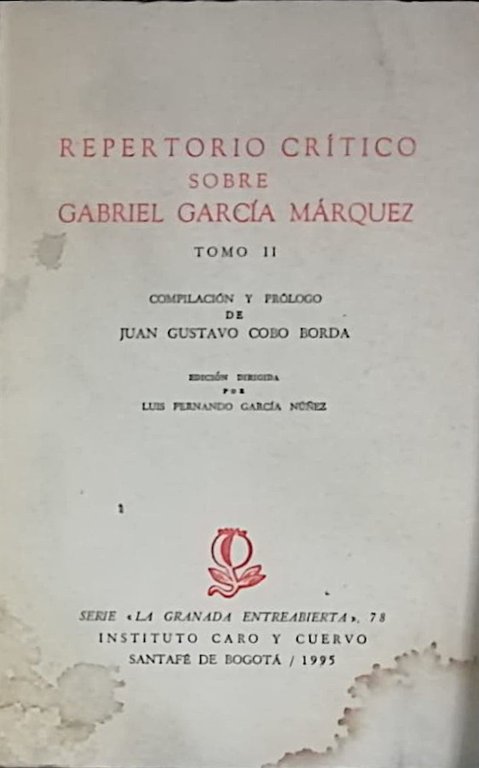 REPERTORIO CRÍTICO
SOBRE
GABRIEL GARCÍA MÁRQUEZ
TOMO II
COMPILACIÓN Y PRÓLOGO
DE
JUAN GUSTAVO COBO BORDA
EDICIÓN DIRIGIDA
POR
LUIS FERNANDO GARCÍA NÚÑEZ
SERIE «LA GRANADA ENTREABIERTA», 78
INSTITUTO CARO Y CUERVO
SANTAFÉ DE BOGOTÁ / 1995